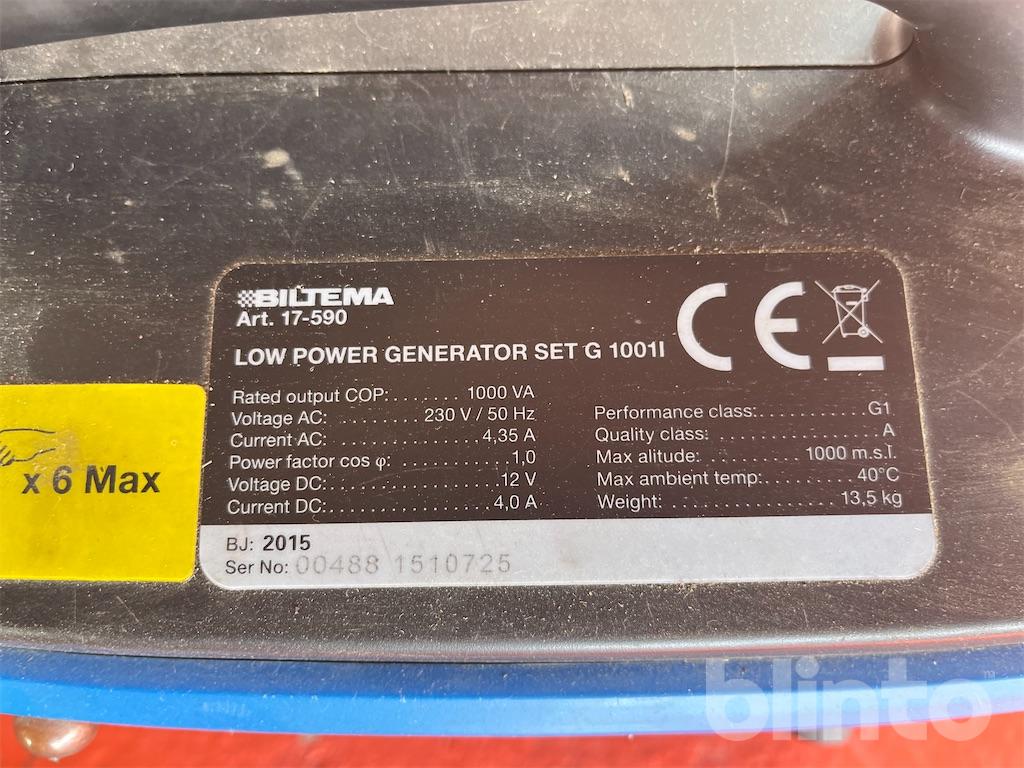 BILTEMA
Art. 17-590
LOW POWER GENERATOR SET G 1001I
Rated output COP:........ 1000 VA
Voltage AC:............. 230 V / 50 Hz
Current AC:..................... 4,35 A
Power factor cos φ:.............. 1,0
Voltage DC:....................... 12 V
Current DC:...................... 4,0 A
Performance class:............ G1
Quality class:................... A
Max alitude:............ 1000 m.s.l.
Max ambient temp:........... 40°C
Weight:..................... 13,5 kg
BJ: 2015
Ser No: 00488 1510725
CE
x 6 Max
blinto